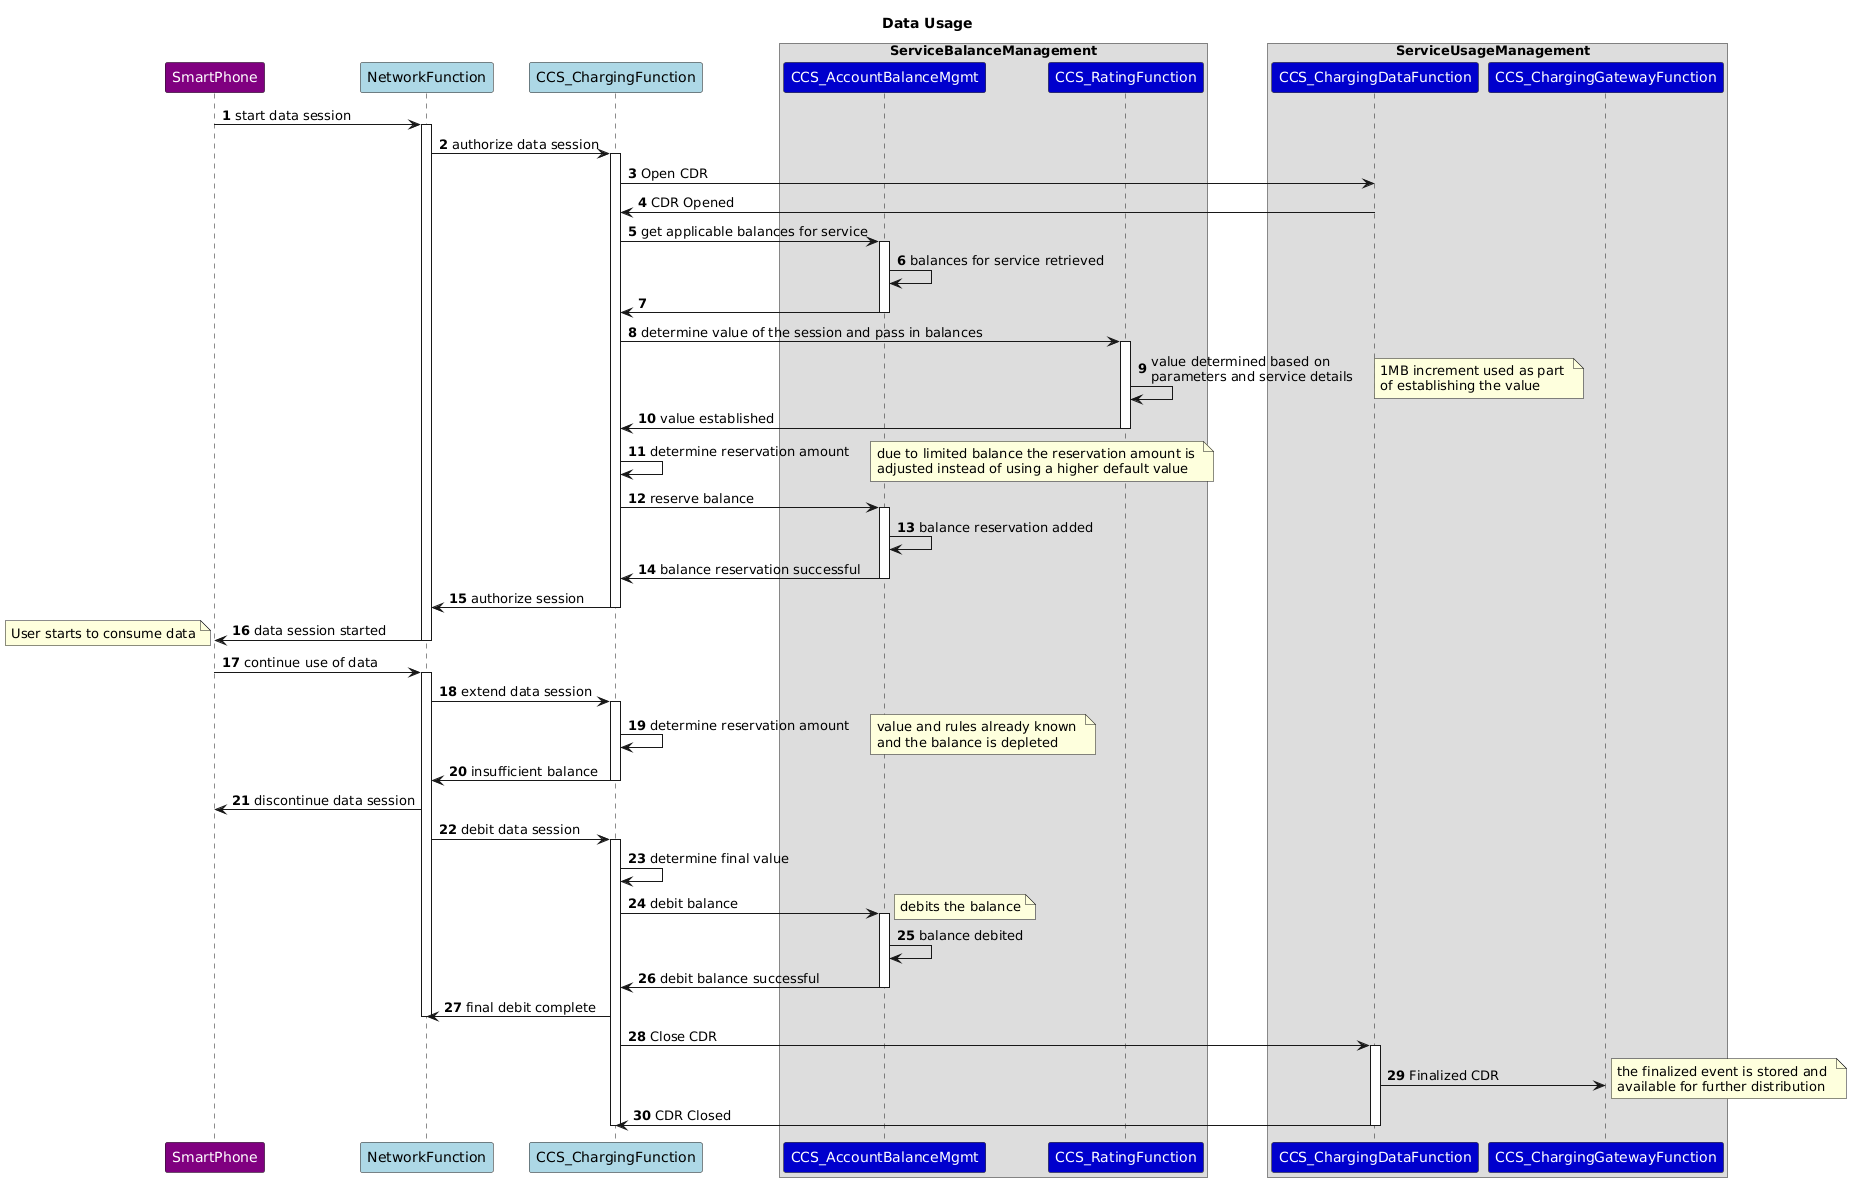 Data Usage
ServiceBalanceManagement
ServiceUsageManagement
SmartPhone
NetworkFunction
CCS_ChargingFunction
CCS_AccountBalanceMgmt
CCS_RatingFunction
CCS_ChargingDataFunction
CCS_ChargingGatewayFunction
1 start data session
2 authorize data session
3 Open CDR
4 CDR Opened
5 get applicable balances for service
6 balances for service retrieved
7
8 determine value of the session and pass in balances
9 value determined based on
parameters and service details
1MB increment used as part
of establishing the value
10 value established
11 determine reservation amount
due to limited balance the reservation amount is
adjusted instead of using a higher default value
12 reserve balance
13 balance reservation added
14 balance reservation successful
15 authorize session
User starts to consume data
16 data session started
17 continue use of data
18 extend data session
19 determine reservation amount
value and rules already known
and the balance is depleted
20 insufficient balance
21 discontinue data session
22 debit data session
23 determine final value
24 debit balance
debits the balance
25 balance debited
26 debit balance successful
27 final debit complete
28 Close CDR
29 Finalized CDR
the finalized event is stored and
available for further distribution
30 CDR Closed
SmartPhone
NetworkFunction
CCS_ChargingFunction
CCS_AccountBalanceMgmt
CCS_RatingFunction
CCS_ChargingDataFunction
CCS_ChargingGatewayFunction